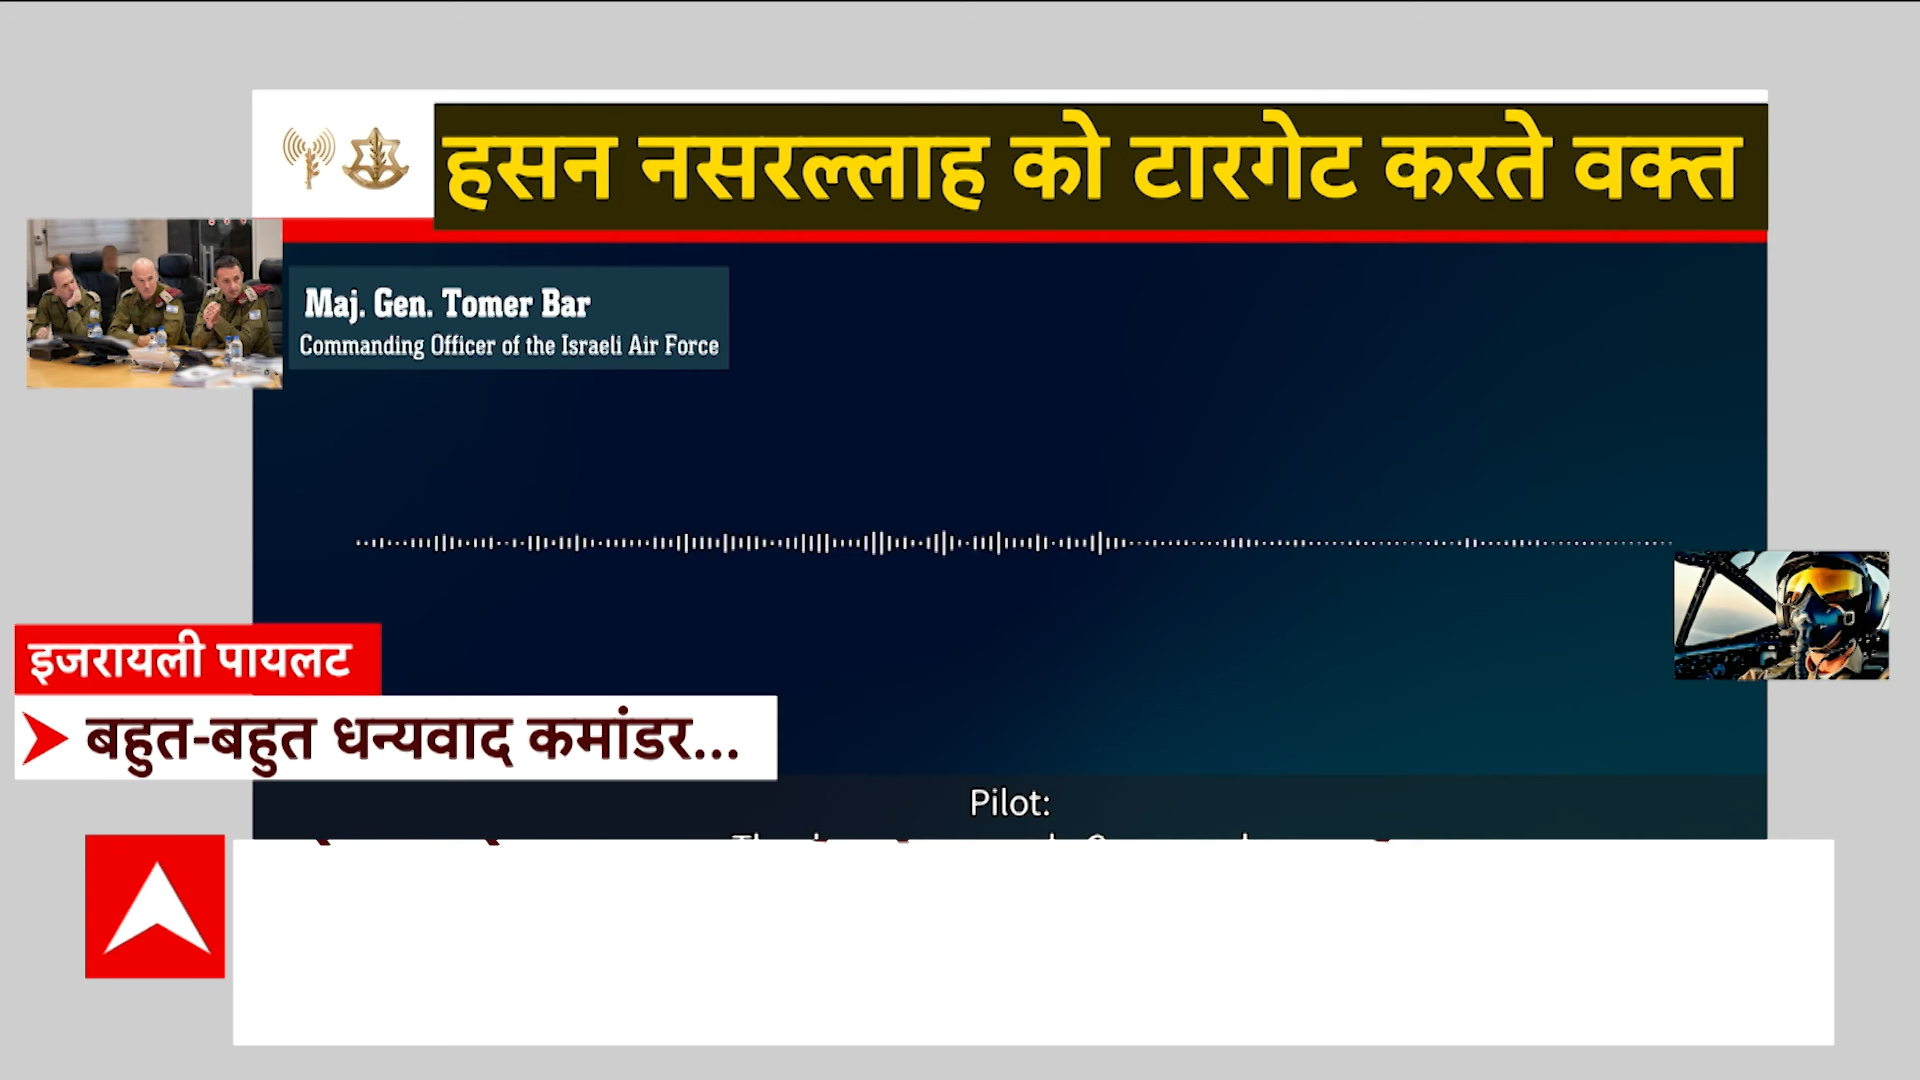 हसन नसरल्लाह को टारगेट करते वक्त
Maj. Gen. Tomer Bar
Commanding Officer of the Israeli Air Force
इजरायली पायलट
बहुत-बहुत धन्यवाद कमांडर...
Pilot: